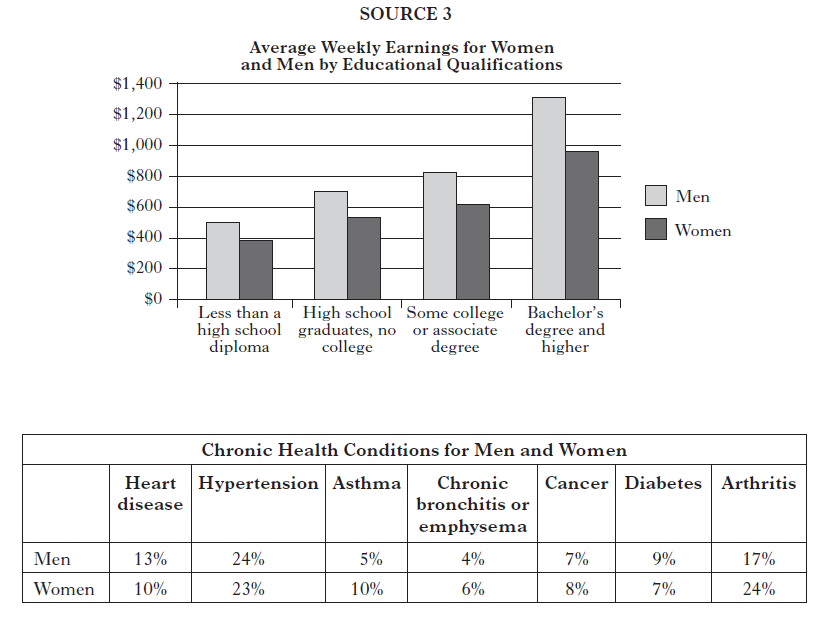 SOURCE 3
Average Weekly Earnings for Women
and Men by Educational Qualifications
$1,400
$1,200
$1,000
$800
$600
$400
$200
$0
Less than a
high school
diploma
High school
graduates, no
college
Some college
or associate
degree
Bachelor's
degree and
higher
Men
Women
Chronic Health Conditions for Men and Women
Heart
disease
Hypertension
Asthma
Chronic
bronchitis or
emphysema
Cancer
Diabetes
Arthritis
Men 13% 24% 5% 4% 7% 9% 17%
Women 10% 23% 10% 6% 8% 7% 24%